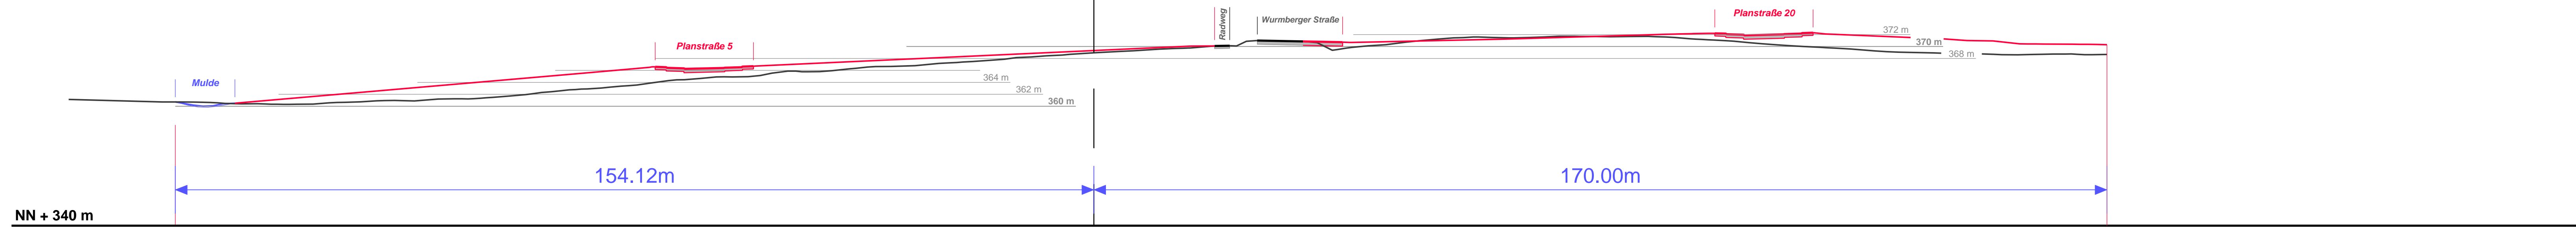 Radweg
Wurmberger Straße
Planstraße 20
372 m
Planstraße 5
370 m
368 m
364 m
Mulde
362 m
360 m
154.12m
170.00m
NN + 340 m